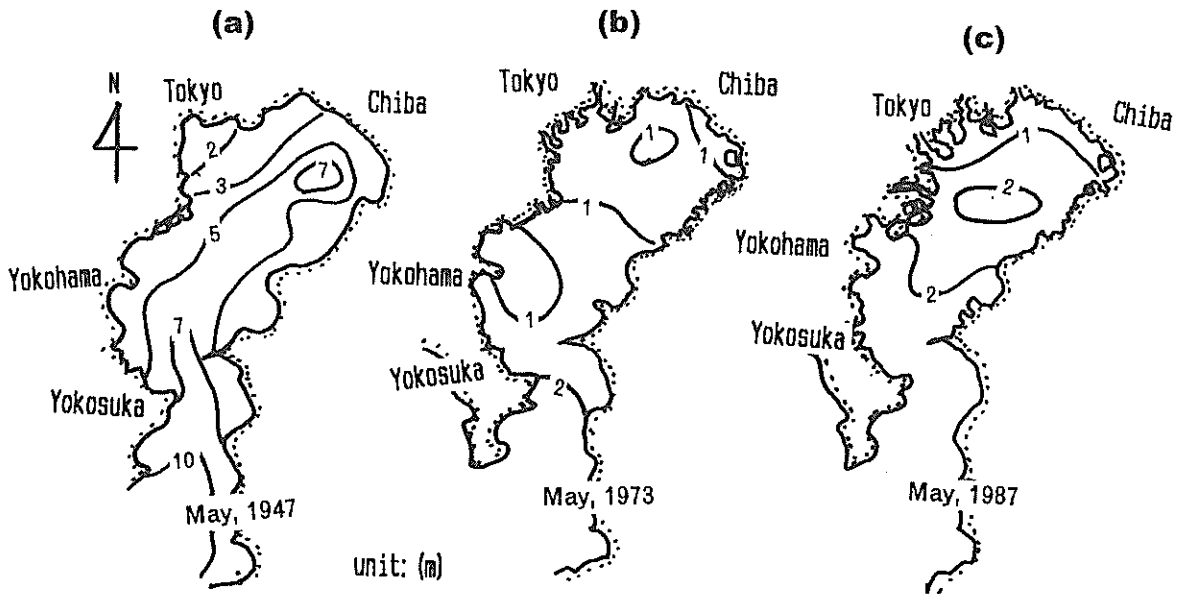 (a)
N
Tokyo
Chiba
2
3
7
5
Yokohama
7
Yokosuka
10
May, 1947
unit: (m)
(b)
Tokyo
Chiba
1
1
1
Yokohama
1
Yokosuka
2
May, 1973
(c)
Tokyo
Chiba
1
2
Yokohama
2
Yokosuka
May, 1987